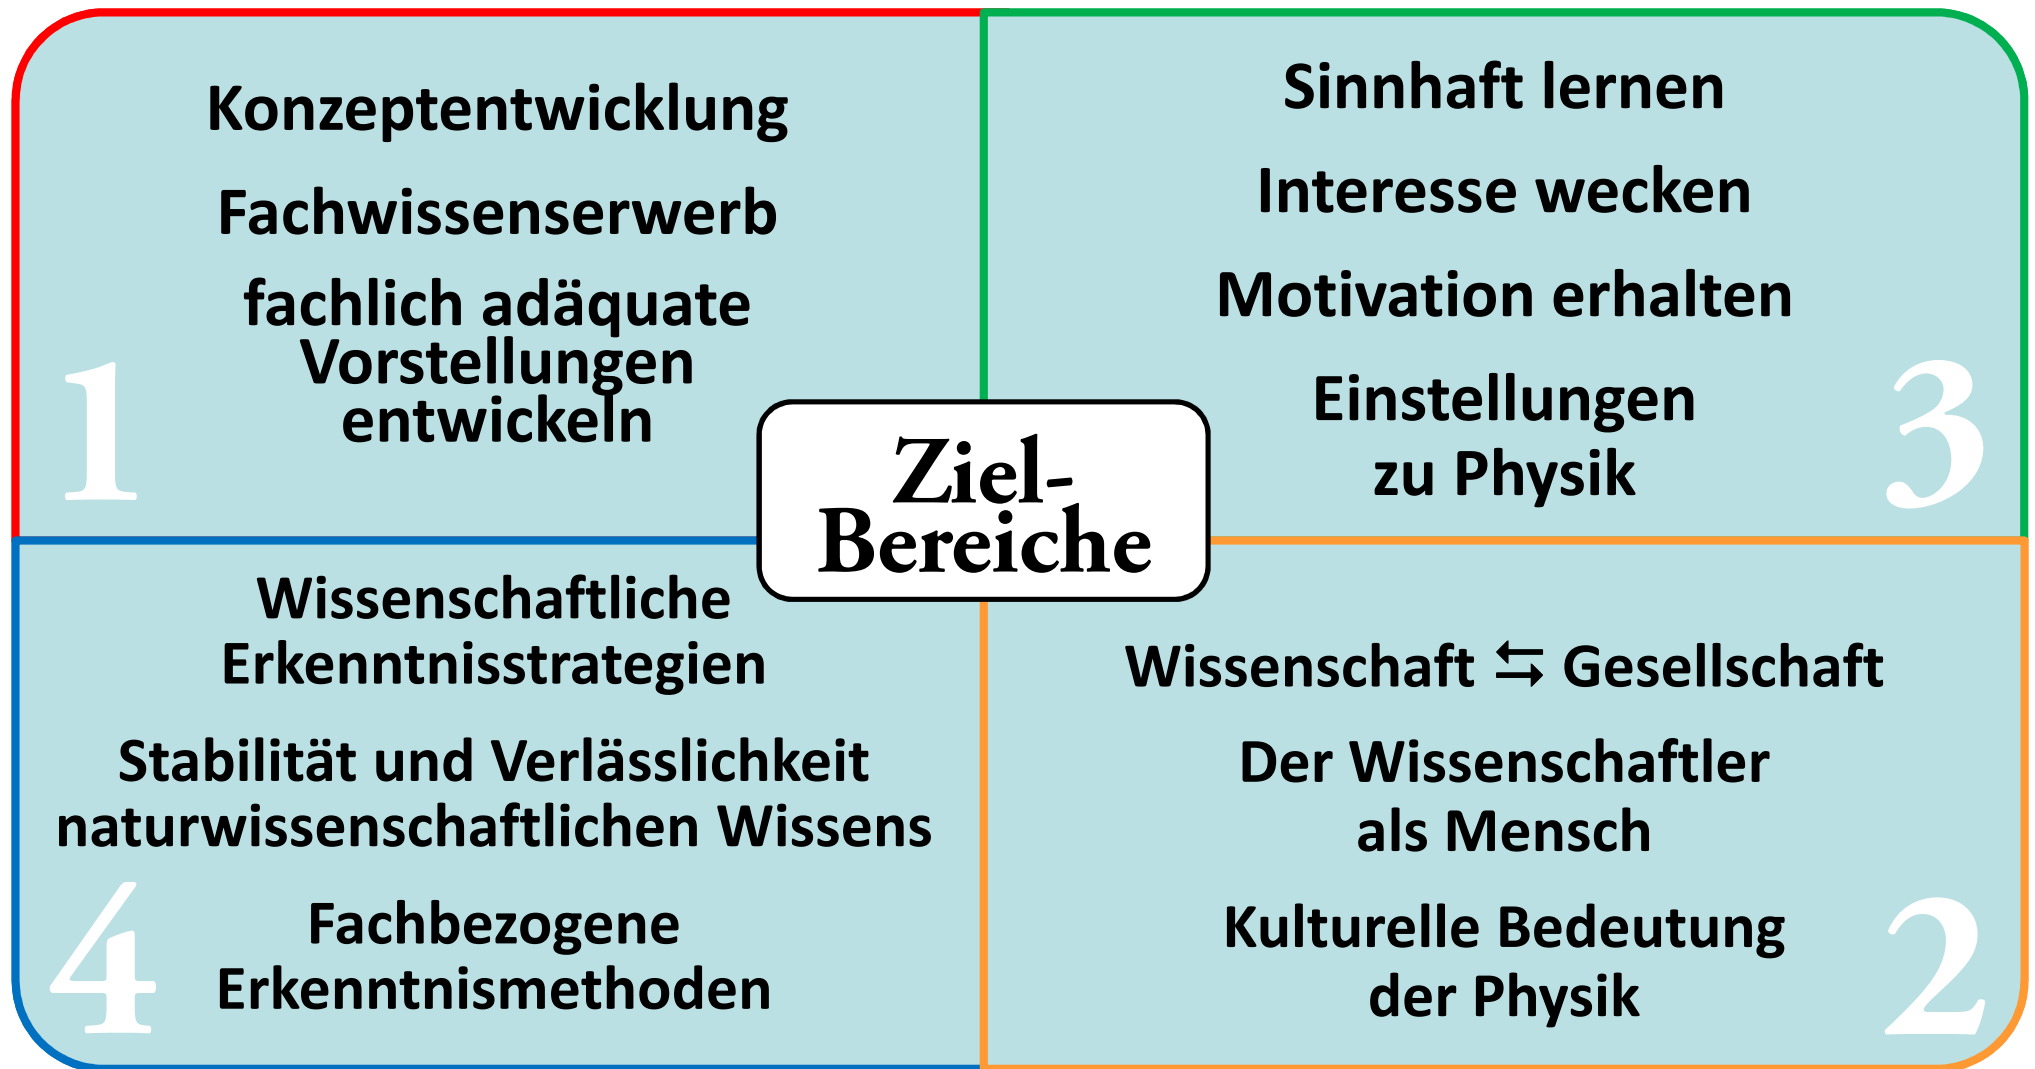 Konzeptentwicklung
Fachwissenserwerb
fachlich adäquate
Vorstellungen
entwickeln
1
Sinnhaft lernen
Interesse wecken
Motivation erhalten
Einstellungen
zu Physik
3
Ziel-
Bereiche
Wissenschaftliche
Erkenntnisstrategien
Stabilität und Verlässlichkeit
naturwissenschaftlichen Wissens
Fachbezogene
Erkenntnismethoden
4
Wissenschaft ⇆ Gesellschaft
Der Wissenschaftler
als Mensch
Kulturelle Bedeutung
der Physik
2